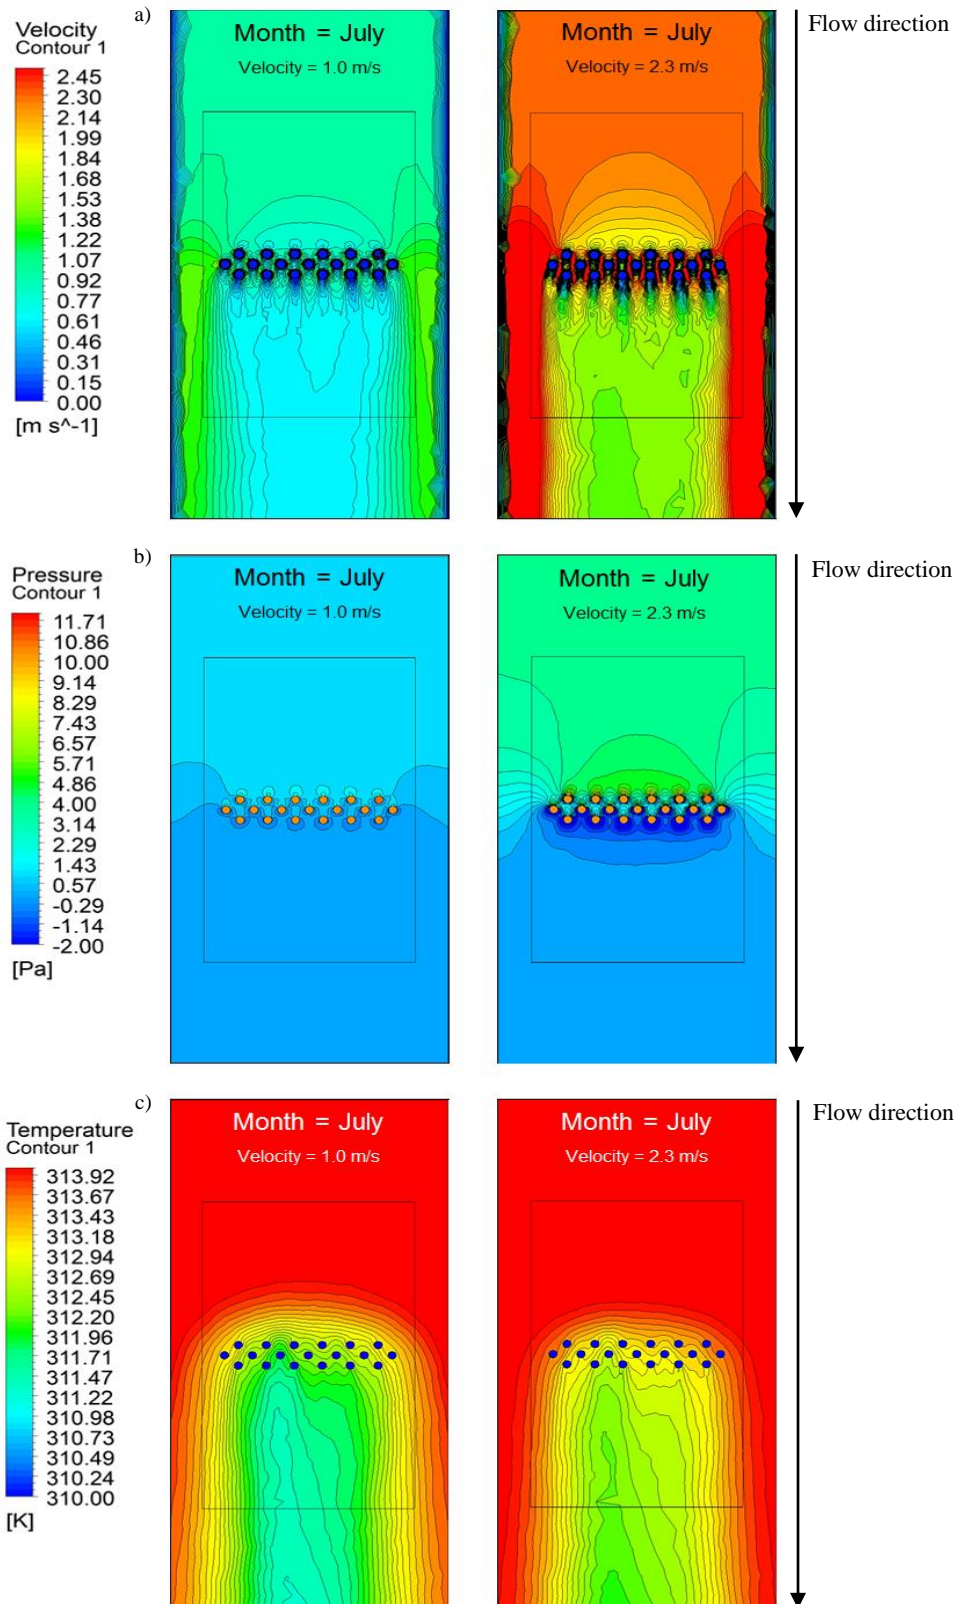 a)
Velocity
Contour 1
2.45
2.30
2.14
1.99
1.84
1.68
1.53
1.38
1.22
1.07
0.92
0.77
0.61
0.46
0.31
0.15
0.00
[m s^-1]
Month = July
Velocity = 1.0 m/s
Month = July
Velocity = 2.3 m/s
Flow direction
b)
Pressure
Contour 1
11.71
10.86
10.00
9.14
8.29
7.43
6.57
5.71
4.86
4.00
3.14
2.29
1.43
0.57
-0.29
-1.14
-2.00
[Pa]
Month = July
Velocity = 1.0 m/s
Month = July
Velocity = 2.3 m/s
Flow direction
c)
Temperature
Contour 1
313.92
313.67
313.43
313.18
312.94
312.69
312.45
312.20
311.96
311.71
311.47
311.22
310.98
310.73
310.49
310.24
310.00
[K]
Month = July
Velocity = 1.0 m/s
Month = July
Velocity = 2.3 m/s
Flow direction